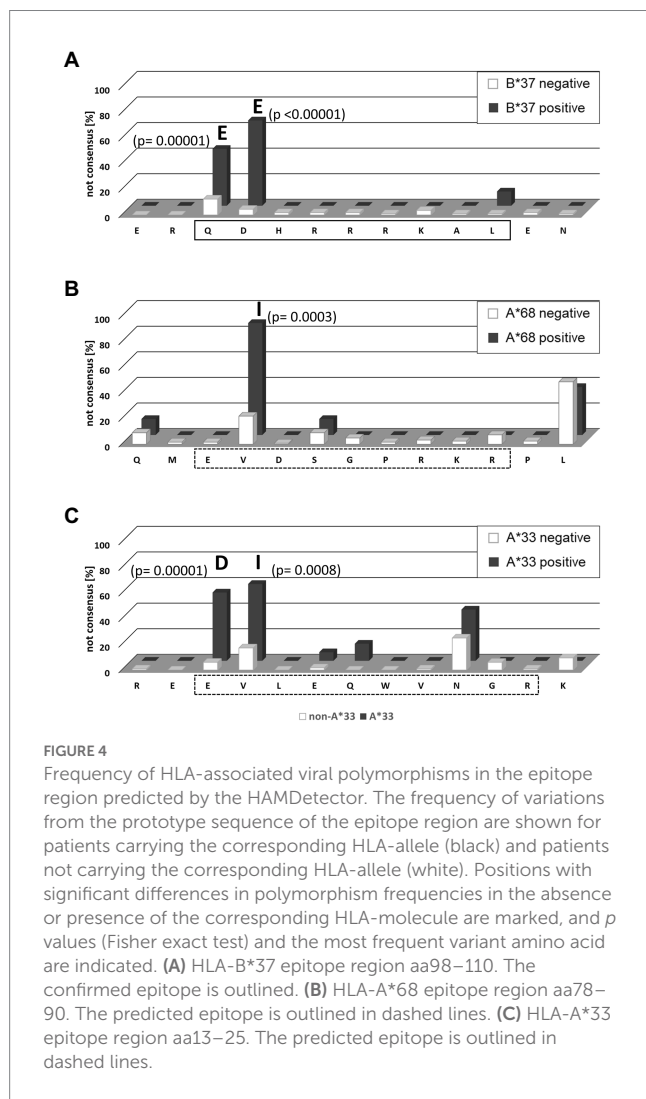 A
B*37 negative
B*37 positive
not consensus [%]
100
80
60
40
20
0
(p= 0.00001)
E
E
(p <0.00001)
E R Q D H R R R K A L E N
B
A*68 negative
A*68 positive
not consensus [%]
100
80
60
40
20
0
I
(p= 0.0003)
Q M E V D S G P R K R P L
C
A*33 negative
A*33 positive
not consensus [%]
100
80
60
40
20
0
(p= 0.00001)
D
I
(p= 0.0008)
R E E V L E Q W V N G R K
non-A*33 A*33
FIGURE 4
Frequency of HLA-associated viral polymorphisms in the epitope
region predicted by the HAMDetector. The frequency of variations
from the prototype sequence of the epitope region are shown for
patients carrying the corresponding HLA-allele (black) and patients
not carrying the corresponding HLA-allele (white). Positions with
significant differences in polymorphism frequencies in the absence
or presence of the corresponding HLA-molecule are marked, and p
values (Fisher exact test) and the most frequent variant amino acid
are indicated. (A) HLA-B*37 epitope region aa98–110. The
confirmed epitope is outlined. (B) HLA-A*68 epitope region aa78–
90. The predicted epitope is outlined in dashed lines. (C) HLA-A*33
epitope region aa13–25. The predicted epitope is outlined in
dashed lines.